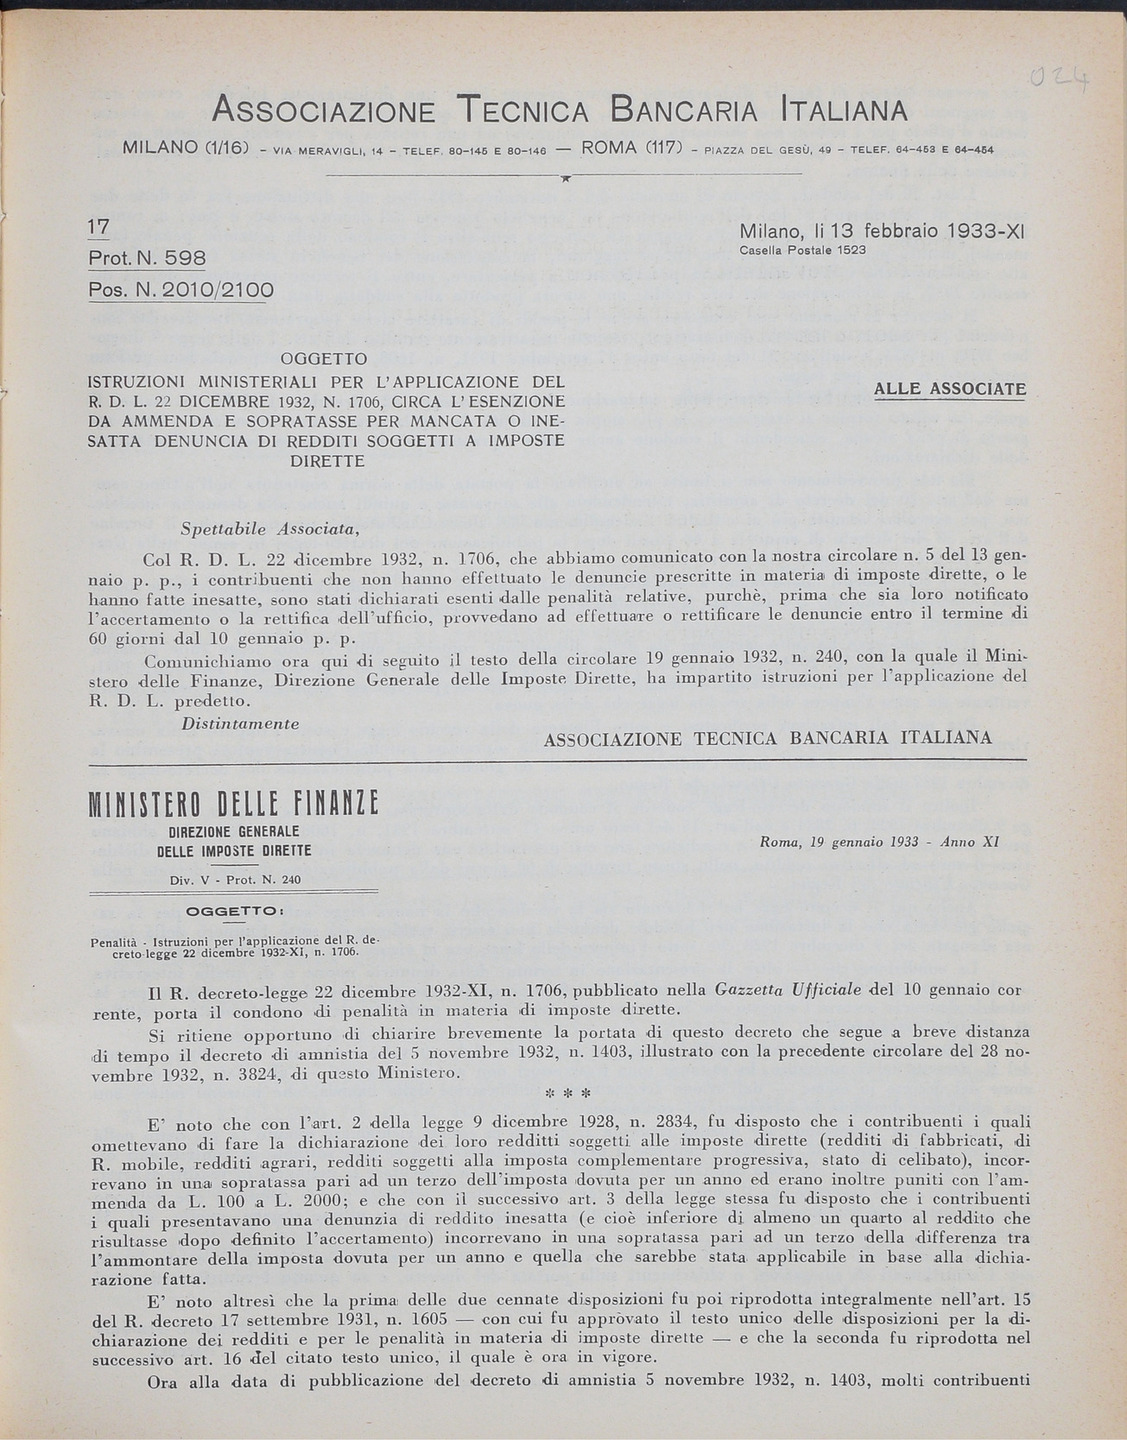 024
ASSOCIAZIONE TECNICA BANCARIA ITALIANA
MILANO (1/16) - VIA MERAVIGLI, 14 - TELEF. 80-145 E 80-146 — ROMA (117) - PIAZZA DEL GESÙ, 49 - TELEF. 64-453 E 64-454
17
Prot. N. 598
Pos. N. 2010/2100
Milano, li 13 febbraio 1933-XI
Casella Postale 1523
OGGETTO
ISTRUZIONI MINISTERIALI PER L'APPLICAZIONE DEL
R. D. L. 22 DICEMBRE 1932, N. 1706, CIRCA L'ESENZIONE
DA AMMENDA E SOPRATASSE PER MANCATA O INE-
SATTA DENUNCIA DI REDDITI SOGGETTI A IMPOSTE
DIRETTE
ALLE ASSOCIATE
Spettabile Associata,
Col R. D. L. 22 dicembre 1932, n. 1706, che abbiamo comunicato con la nostra circolare n. 5 del 13 gen-
naio p. p., i contribuenti che non hanno effettuato le denuncie prescritte in materia di imposte dirette, o le
hanno fatte inesatte, sono stati dichiarati esenti dalle penalità relative, purchè, prima che sia loro notificato
l'accertamento o la rettifica dell'ufficio, provvedano ad effettuare o rettificare le denuncie entro il termine di
60 giorni dal 10 gennaio p. p.
Comunichiamo ora qui di seguito il testo della circolare 19 gennaio 1932, n. 240, con la quale il Mini-
stero delle Finanze, Direzione Generale delle Imposte Dirette, ha impartito istruzioni per l'applicazione del
R. D. L. predetto.
Distintamente
ASSOCIAZIONE TECNICA BANCARIA ITALIANA
MINISTERO DELLE FINANZE
DIREZIONE GENERALE
DELLE IMPOSTE DIRETTE
Div. V - Prot. N. 240
Roma, 19 gennaio 1933 - Anno XI
OGGETTO:
Penalità - Istruzioni per l'applicazione del R. de-
creto-legge 22 dicembre 1932-XI, n. 1706.
Il R. decreto-legge 22 dicembre 1932-XI, n. 1706, pubblicato nella Gazzetta Ufficiale del 10 gennaio cor
rente, porta il condono di penalità in materia di imposte dirette.
Si ritiene opportuno di chiarire brevemente la portata di questo decreto che segue a breve distanza
di tempo il decreto di amnistia del 5 novembre 1932, n. 1403, illustrato con la precedente circolare del 28 no-
vembre 1932, n. 3824, di questo Ministero.
* * *
E' noto che con l'art. 2 della legge 9 dicembre 1928, n. 2834, fu disposto che i contribuenti i quali
omettevano di fare la dichiarazione dei loro redditti soggetti alle imposte dirette (redditi di fabbricati, di
R. mobile, redditi agrari, redditi soggetti alla imposta complementare progressiva, stato di celibato), incor-
revano in una sopratassa pari ad un terzo dell'imposta dovuta per un anno ed erano inoltre puniti con l'am-
menda da L. 100 a L. 2000; e che con il successivo art. 3 della legge stessa fu disposto che i contribuenti
i quali presentavano una denunzia di reddito inesatta (e cioè inferiore di almeno un quarto al reddito che
risultasse dopo definito l'accertamento) incorrevano in una sopratassa pari ad un terzo della differenza tra
l'ammontare della imposta dovuta per un anno e quella che sarebbe stata applicabile in base alla dichia-
razione fatta.
E' noto altresì che la prima delle due cennate disposizioni fu poi riprodotta integralmente nell'art. 15
del R. decreto 17 settembre 1931, n. 1605 — con cui fu approvato il testo unico delle disposizioni per la di-
chiarazione dei redditi e per le penalità in materia di imposte dirette — e che la seconda fu riprodotta nel
successivo art. 16 del citato testo unico, il quale è ora in vigore.
Ora alla data di pubblicazione del decreto di amnistia 5 novembre 1932, n. 1403, molti contribuenti